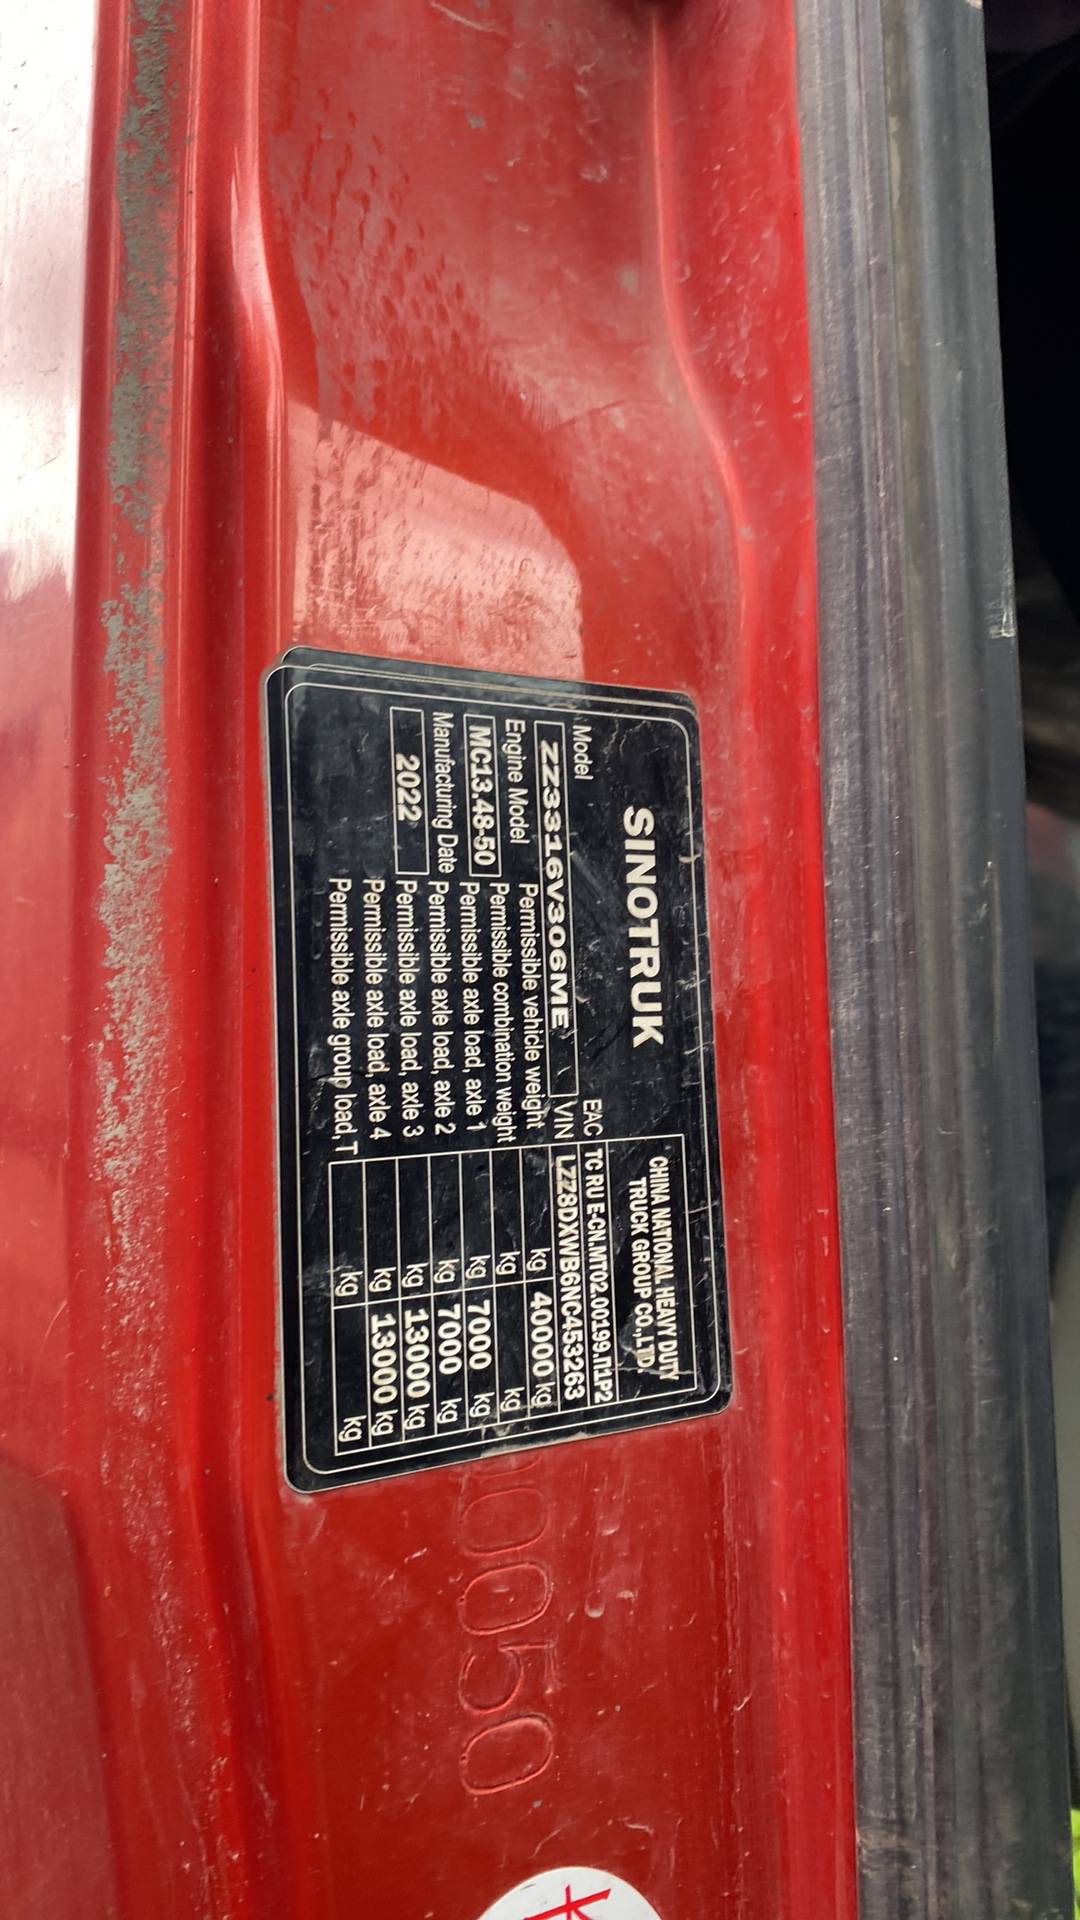 SINOTRUK
CHINA NATIONAL HEAVY DUTY
TRUCK GROUP CO.,LTD
EAC TC RU E-CN.MT02.00199.П1Р2
Model ZZ3316V306ME VIN LZZ8DXWB6NC453263
Engine Model MC13.48-50
Manufacturing Date 2022
Permissible vehicle weight kg 40000 kg
Permissible combination weight kg kg
Permissible axle load, axle 1 kg 7000 kg
Permissible axle load, axle 2 kg 7000 kg
Permissible axle load, axle 3 kg 13000 kg
Permissible axle load, axle 4 kg 13000 kg
Permissible axle group load, T kg kg
0050